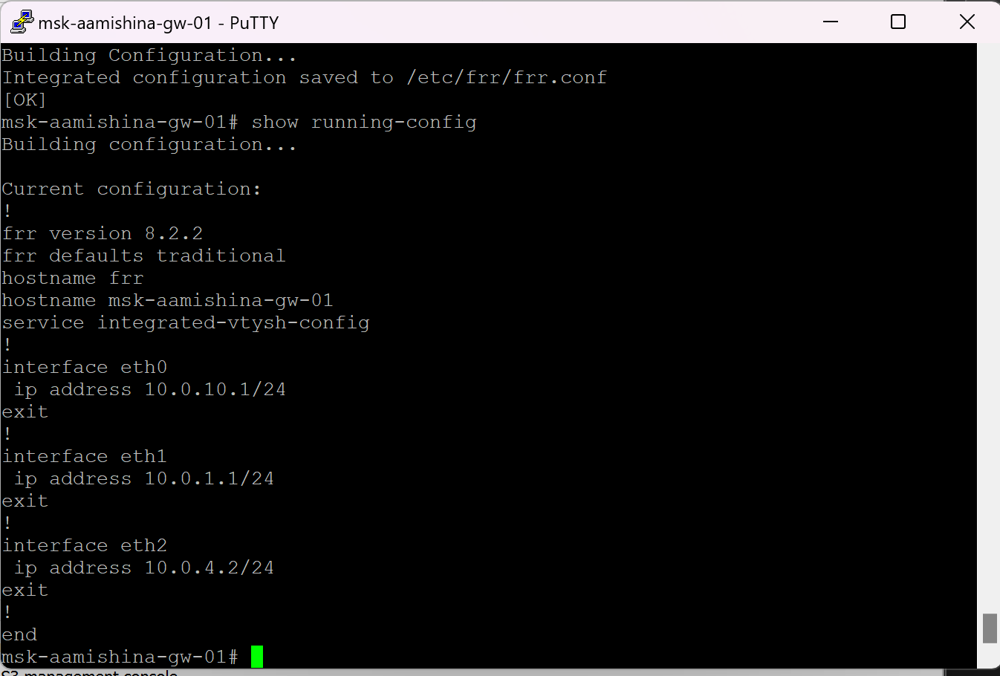 msk-aamishina-gw-01 - PuTTY
Building Configuration...
Integrated configuration saved to /etc/frr/frr.conf
[OK]
msk-aamishina-gw-01# show running-config
Building configuration...
Current configuration:
!
frr version 8.2.2
frr defaults traditional
hostname frr
hostname msk-aamishina-gw-01
service integrated-vtysh-config
!
interface eth0
 ip address 10.0.10.1/24
exit
!
interface eth1
 ip address 10.0.1.1/24
exit
!
interface eth2
 ip address 10.0.4.2/24
exit
!
end
msk-aamishina-gw-01#
S3-management console